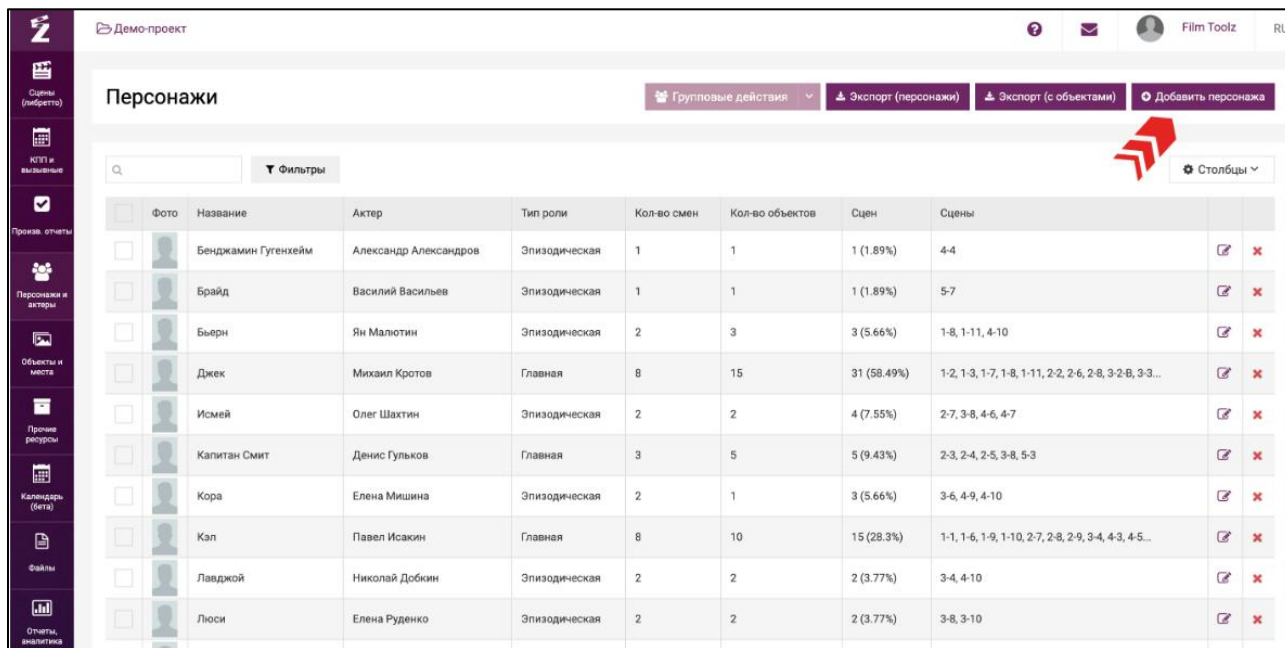 Демо-проект
Film Toolz
RU
Сцены
(либретто)
КПП и
вызывные
Произв. отчеты
Персонажи и
актеры
Объекты и
места
Прочие
ресурсы
Календарь
(бета)
Файлы
Отчеты,
аналитика
Персонажи
Групповые действия
Экспорт (персонажи)
Экспорт (с объектами)
Добавить персонажа
Фильтры
Столбцы
Фото Название Актер Тип роли Кол-во смен Кол-во объектов Сцен Сцены
Бенджамин Гугенхейм Александр Александров Эпизодическая 1 1 1 (1.89%) 4-4
Брайд Василий Васильев Эпизодическая 1 1 1 (1.89%) 5-7
Бьерн Ян Малютин Эпизодическая 2 3 3 (5.66%) 1-8, 1-11, 4-10
Джек Михаил Кротов Главная 8 15 31 (58.49%) 1-2, 1-3, 1-7, 1-8, 1-11, 2-2, 2-6, 2-8, 3-2-B, 3-3...
Исмей Олег Шахтин Эпизодическая 2 2 4 (7.55%) 2-7, 3-8, 4-6, 4-7
Капитан Смит Денис Гульков Главная 3 5 5 (9.43%) 2-3, 2-4, 2-5, 3-8, 5-3
Кора Елена Мишина Эпизодическая 2 1 3 (5.66%) 3-6, 4-9, 4-10
Кэл Павел Исакин Главная 8 10 15 (28.3%) 1-1, 1-6, 1-9, 1-10, 2-7, 2-8, 2-9, 3-4, 4-3, 4-5...
Лавджой Николай Добкин Эпизодическая 2 2 2 (3.77%) 3-4, 4-10
Люси Елена Руденко Эпизодическая 2 2 2 (3.77%) 3-8, 3-10